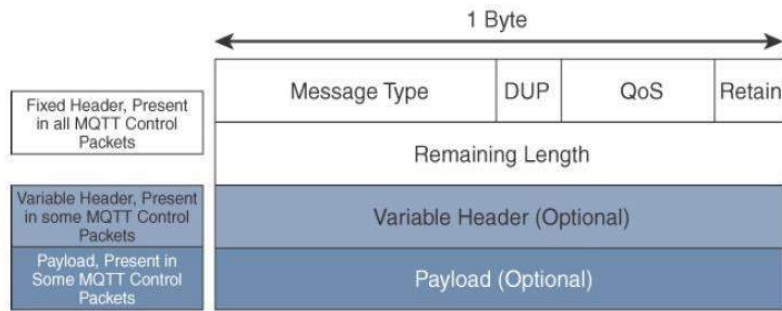 1 Byte
Message Type DUP QoS Retain
Fixed Header, Present
in all MQTT Control
Packets
Remaining Length
Variable Header, Present
in some MQTT Control
Packets
Variable Header (Optional)
Payload, Present in
Some MQTT Control
Packets
Payload (Optional)